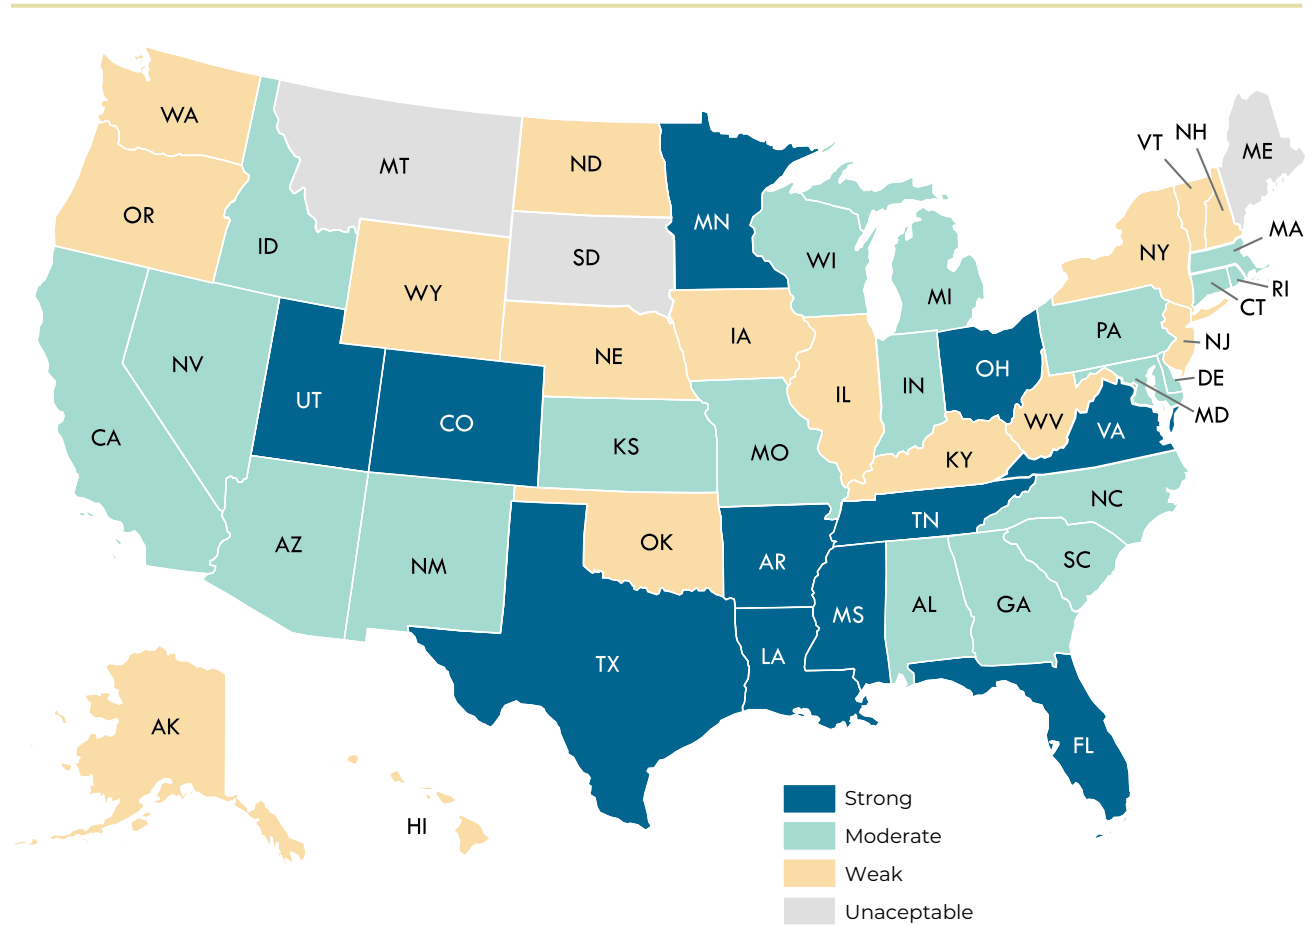 WA
MT
ND
MN
VT
NH
ME
OR
ID
SD
WI
NY
MA
WY
MI
RI
CT
NV
NE
IA
PA
NJ
UT
CO
IL
IN
OH
DE
MD
CA
KS
MO
WV
VA
KY
NC
AZ
NM
OK
AR
TN
SC
MS
AL
GA
TX
LA
AK
FL
HI
Strong
Moderate
Weak
Unaceptable